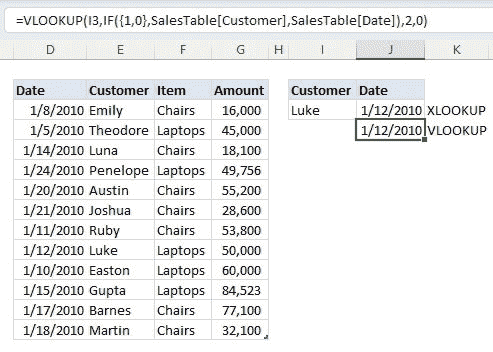 =VLOOKUP(I3,IF({1,0},SalesTable[Customer],SalesTable[Date]),2,0)
D E F G H I J K
Date Customer Item Amount Customer Date
1/8/2010 Emily Chairs 16,000 Luke 1/12/2010 XLOOKUP
1/5/2010 Theodore Laptops 45,000 1/12/2010 VLOOKUP
1/14/2010 Luna Chairs 18,100
1/24/2010 Penelope Laptops 49,756
1/20/2010 Austin Chairs 55,200
1/21/2010 Joshua Chairs 28,600
1/11/2010 Ruby Chairs 53,800
1/12/2010 Luke Laptops 50,000
1/10/2010 Easton Laptops 60,000
1/15/2010 Gupta Laptops 84,523
1/17/2010 Barnes Chairs 77,100
1/18/2010 Martin Chairs 32,100